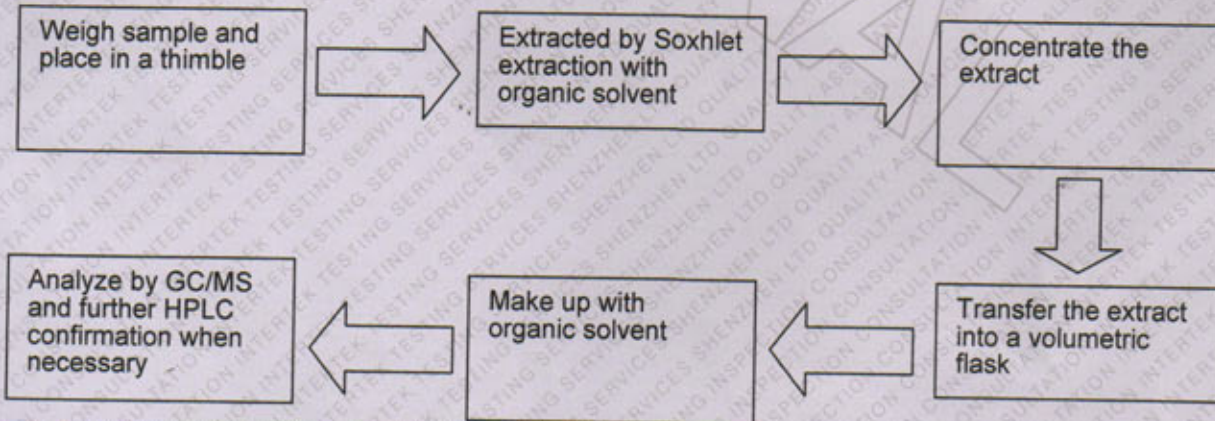 Weigh sample and
place in a thimble
Extracted by Soxhlet
extraction with
organic solvent
Concentrate the
extract
Transfer the extract
into a volumetric
flask
Make up with
organic solvent
Analyze by GC/MS
and further HPLC
confirmation when
necessary